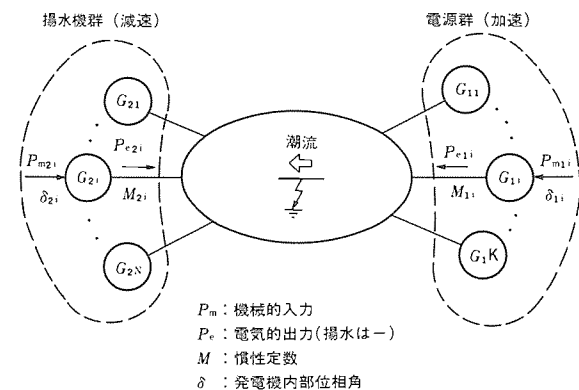 揚水機群(減速)
電源群(加速)
G21
G11
潮流
Pe2i
Pe1i
Pm2i
G2i
δ2i
M2i
M1i
G1i
Pm1i
δ1i
G2N
G1K
Pm:機械的入力
Pe:電気的出力(揚水は−)
M:慣性定数
δ:発電機内部位相角